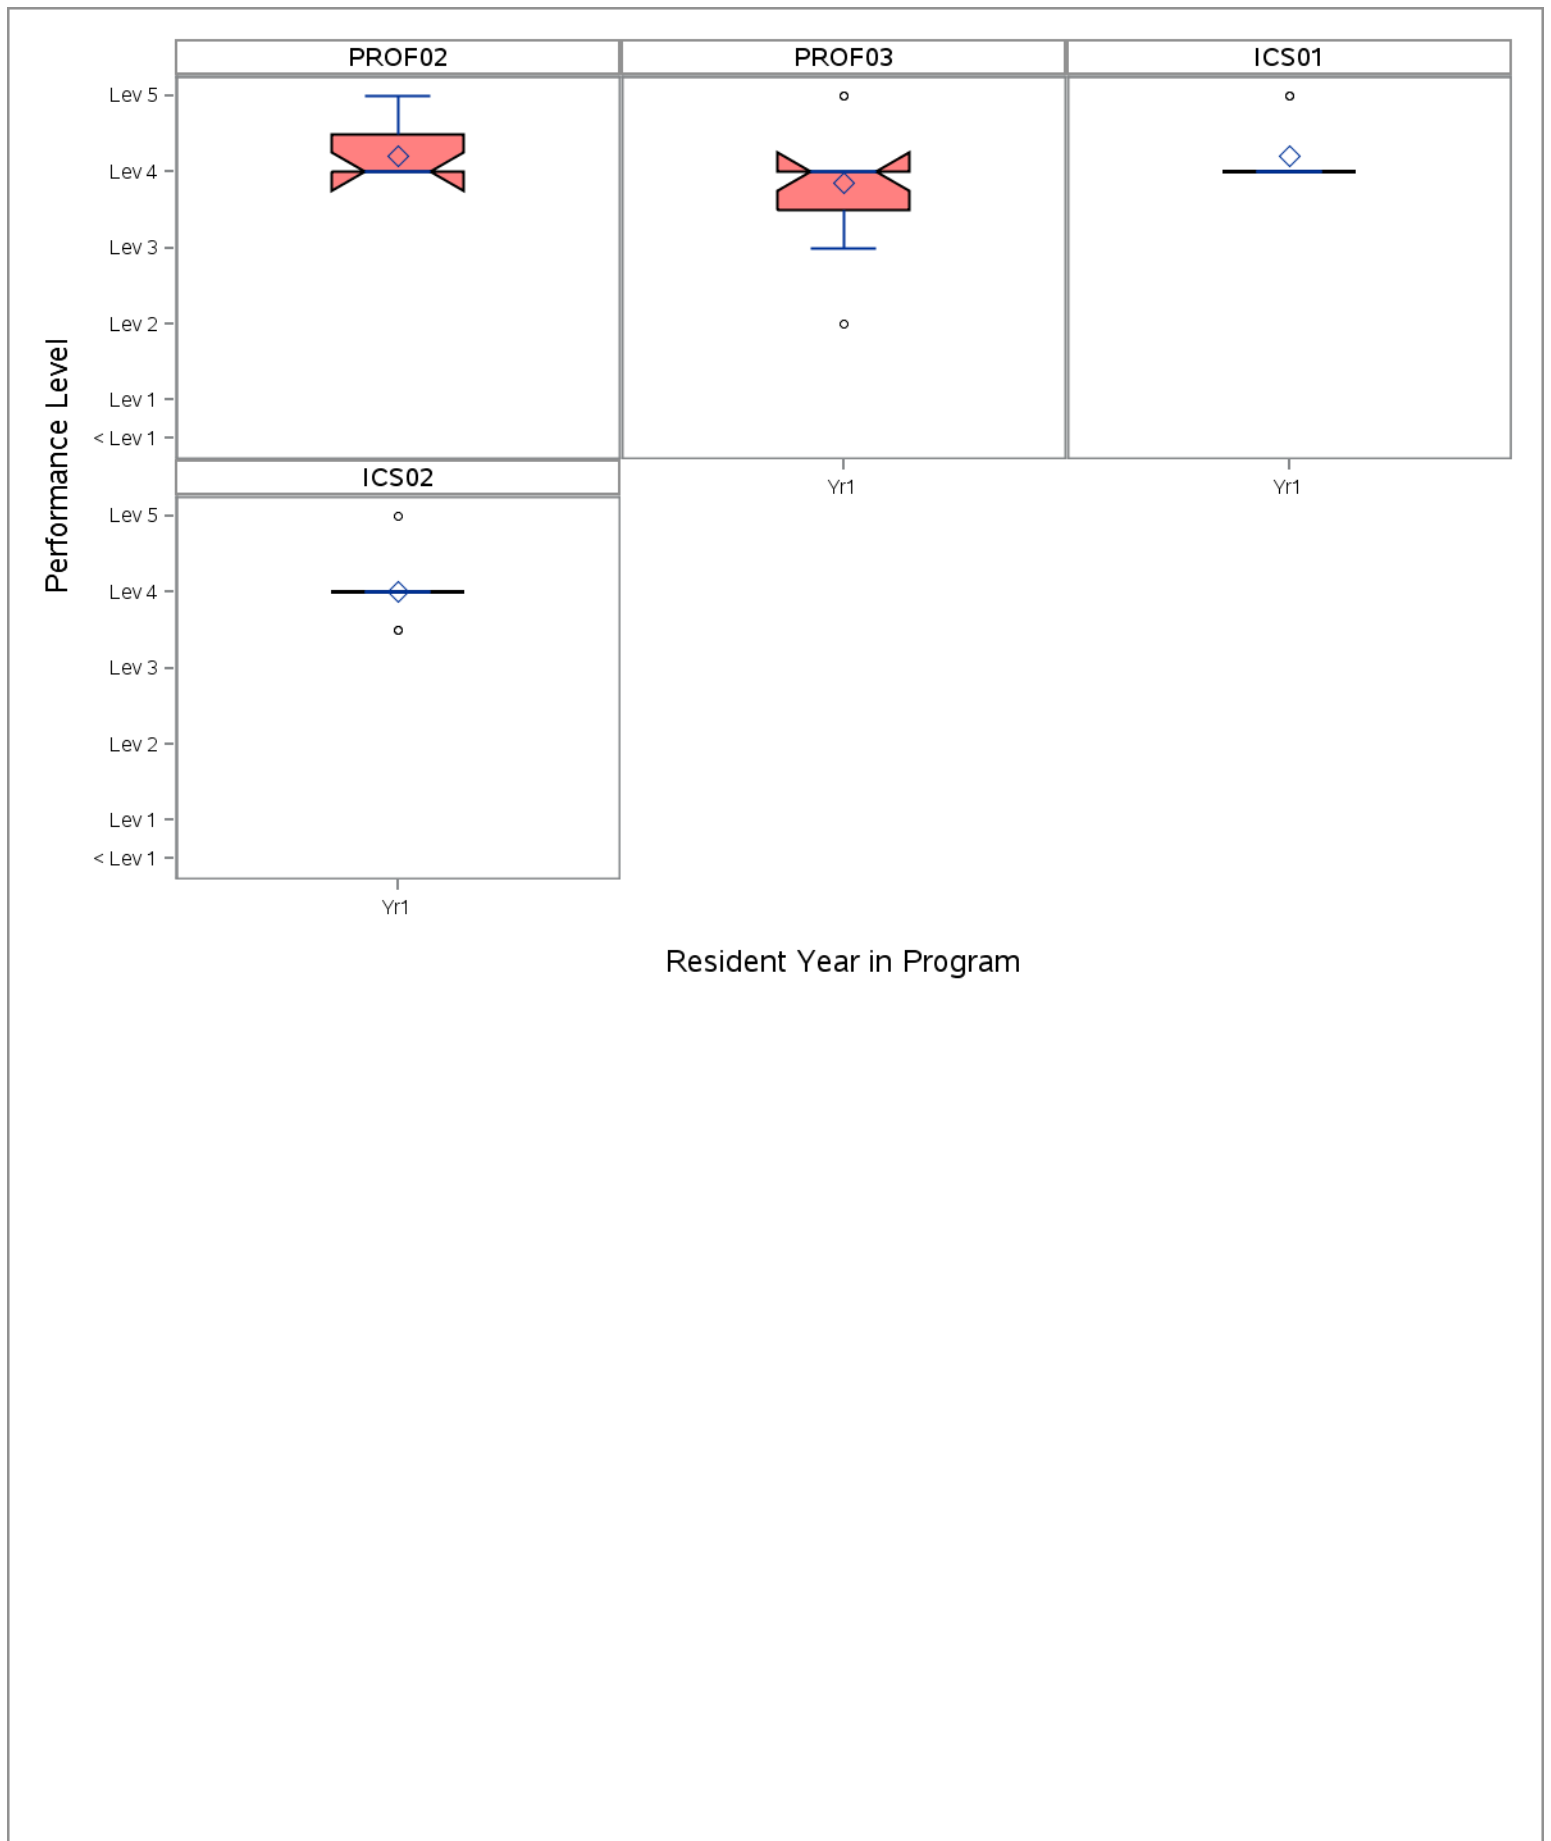 PROF02 PROF03 ICS01
Lev 5
Lev 4
Lev 3
Lev 2
Lev 1
< Lev 1
Performance Level
ICS02
Yr1 Yr1
Lev 5
Lev 4
Lev 3
Lev 2
Lev 1
< Lev 1
Yr1
Resident Year in Program